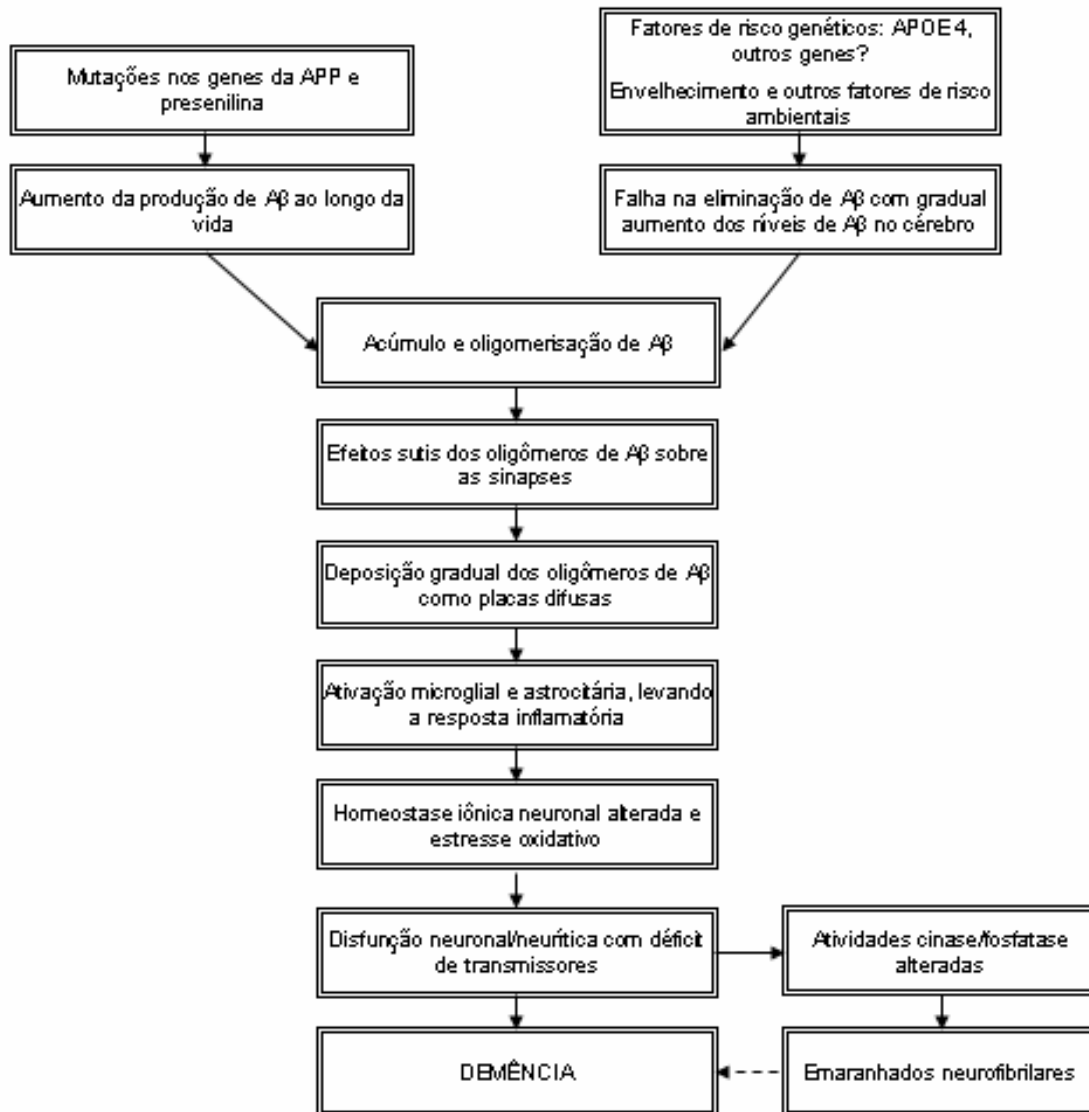 Mutações nos genes da APP e
presenilina
Fatores de risco genéticos: APOE 4,
outros genes?
Envelhecimento e outros fatores de risco
ambientais
Aumento da produção de Aβ ao longo da
vida
Falha na eliminação de Aβ com gradual
aumento dos níveis de Aβ no cérebro
Acúmulo e oligomerisação de Aβ
Efeitos sutis dos oligômeros de Aβ sobre
as sinapses
Deposição gradual dos oligômeros de Aβ
como placas difusas
Ativação microglial e astrocitária, levando
a resposta inflamatória
Homeostase iônica neuronal alterada e
estresse oxidativo
Disfunção neuronal/neurítica com déficit
de transmissores
Atividades cinase/fosfatase
alteradas
DEMÊNCIA
Emaranhados neurofibrilares